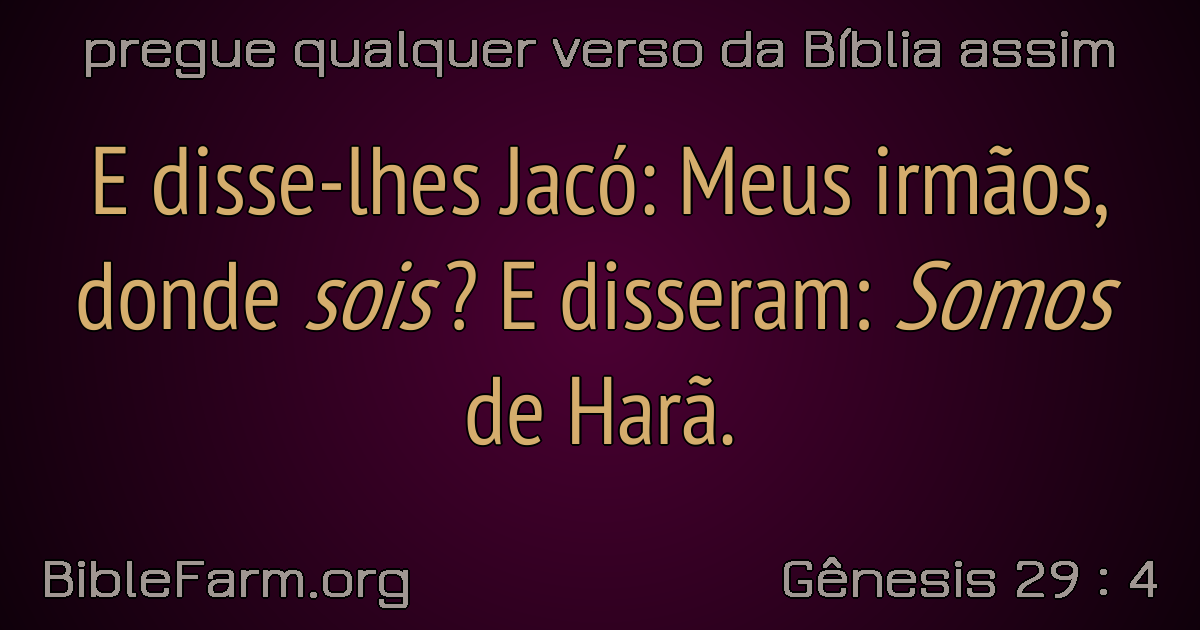 pregue qualquer verso da Bíblia assim
E disse-lhes Jacó: Meus irmãos,
donde sois? E disseram: Somos
de Harã.
BibleFarm.org
Gênesis 29 : 4